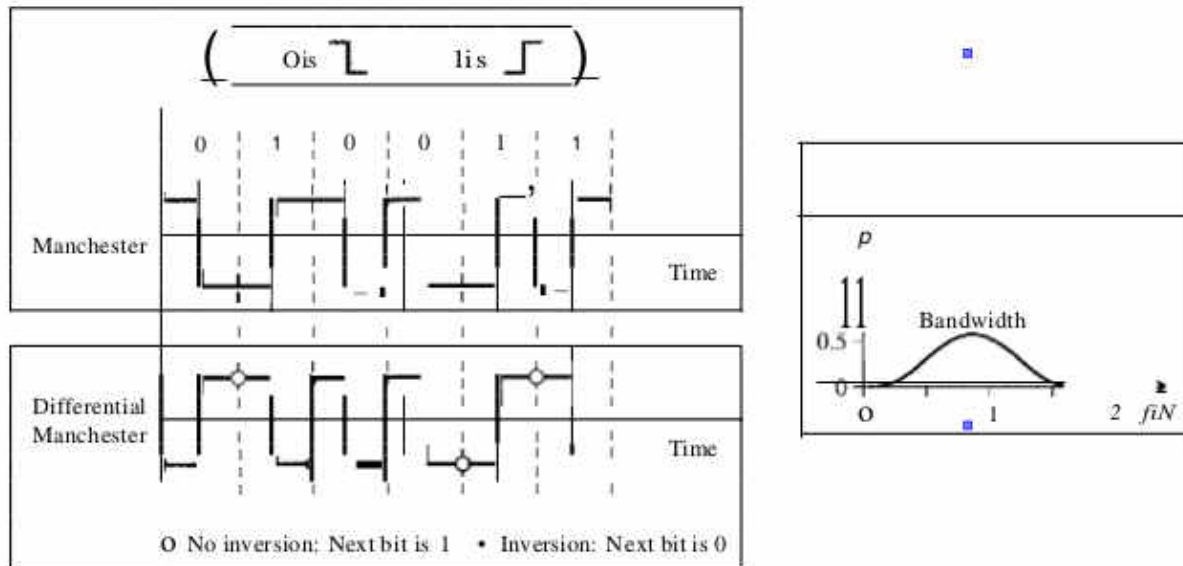 Ois 1is
0 1 0 0 1 1
Manchester
Time
Differential
Manchester
Time
O No inversion: Next bit is 1 • Inversion: Next bit is 0
p
Bandwidth
0.5
0
O 1 2 fiN